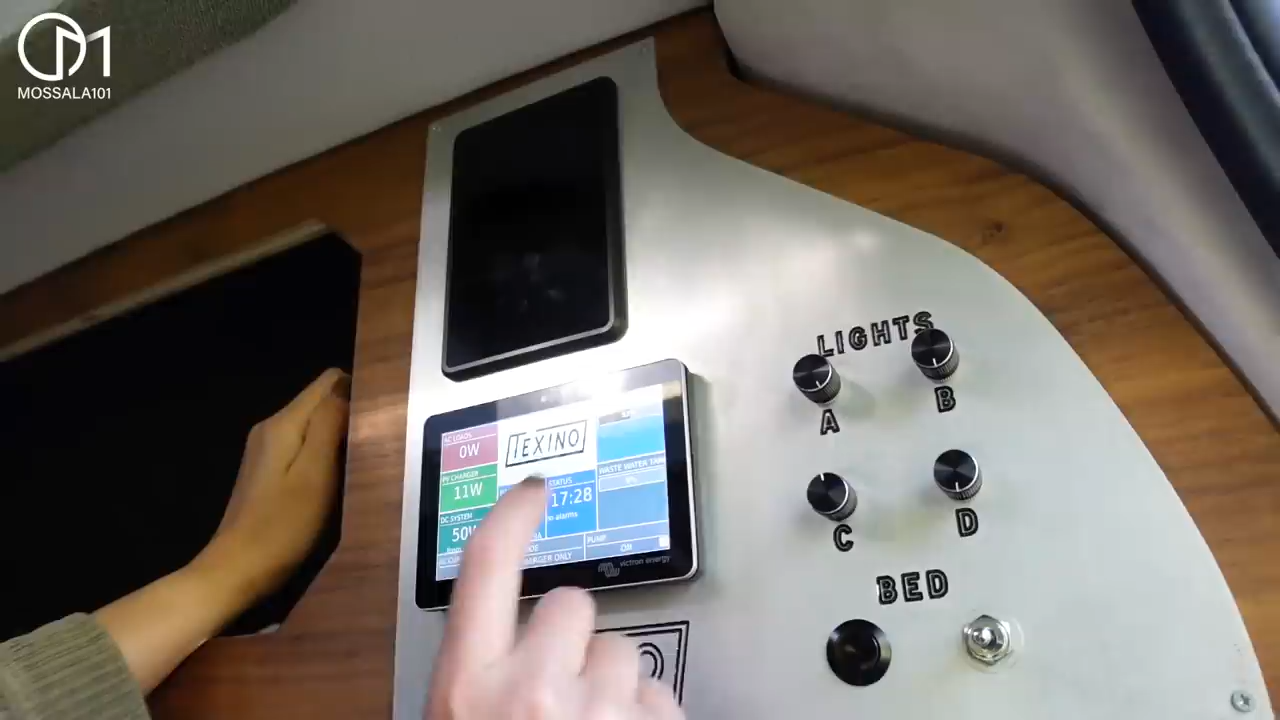 MOSSALA101
LIGHTS
A
B
C
D
BED
AC LOADS
0W
PV CHARGER
11W
DC SYSTEM
50W
TEXINO
STATUS
17:28
alarms
WASTE WATER
PUMP
ON
CHARGER ONLY
victron energy